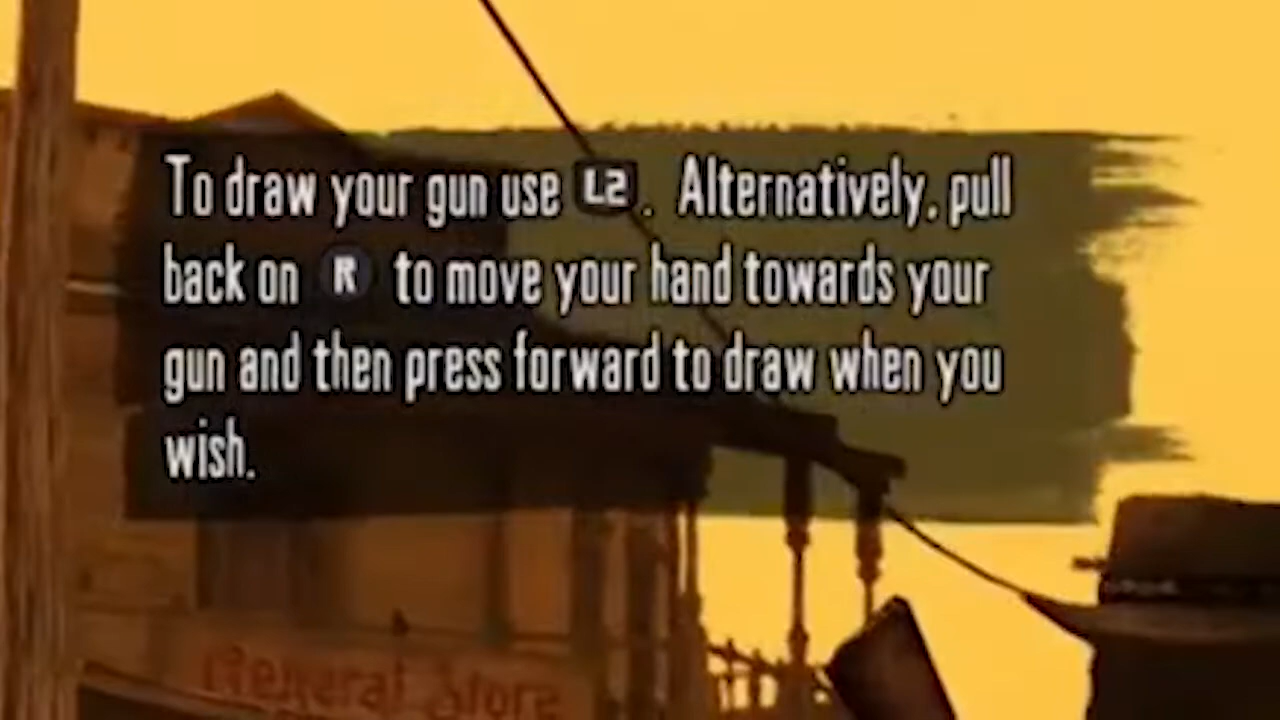 To draw your gun use L2. Alternatively, pull
back on R to move your hand towards your
gun and then press forward to draw when you
wish.
General Store